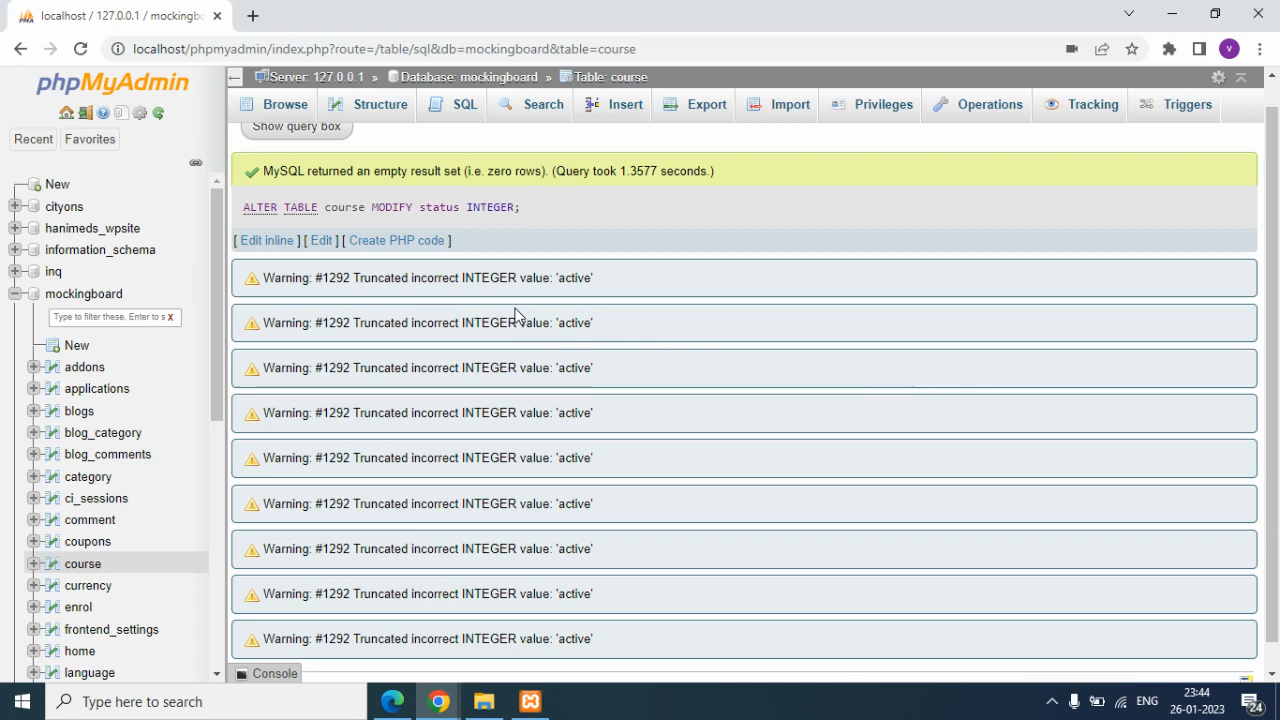 localhost / 127.0.0.1 / mockingb
localhost/phpmyadmin/index.php?route=/table/sql&db=mockingboard&table=course
v
phpMyAdmin
Recent
Favorites
New
cityons
hanimeds_wpsite
information_schema
inq
mockingboard
Type to filter these, Enter to s X
New
addons
applications
blogs
blog_category
blog_comments
category
ci_sessions
comment
coupons
course
currency
enrol
frontend_settings
home
language
Server: 127.0.0.1 » Database: mockingboard » Table: course
Browse Structure SQL Search Insert Export Import Privileges Operations Tracking Triggers
Show query box
MySQL returned an empty result set (i.e. zero rows). (Query took 1.3577 seconds.)
ALTER TABLE course MODIFY status INTEGER;
[ Edit inline ] [ Edit ] [ Create PHP code ]
Warning: #1292 Truncated incorrect INTEGER value: 'active'
Warning: #1292 Truncated incorrect INTEGER value: 'active'
Warning: #1292 Truncated incorrect INTEGER value: 'active'
Warning: #1292 Truncated incorrect INTEGER value: 'active'
Warning: #1292 Truncated incorrect INTEGER value: 'active'
Warning: #1292 Truncated incorrect INTEGER value: 'active'
Warning: #1292 Truncated incorrect INTEGER value: 'active'
Warning: #1292 Truncated incorrect INTEGER value: 'active'
Warning: #1292 Truncated incorrect INTEGER value: 'active'
Console
Type here to search
ENG
23:44
26-01-2023
24